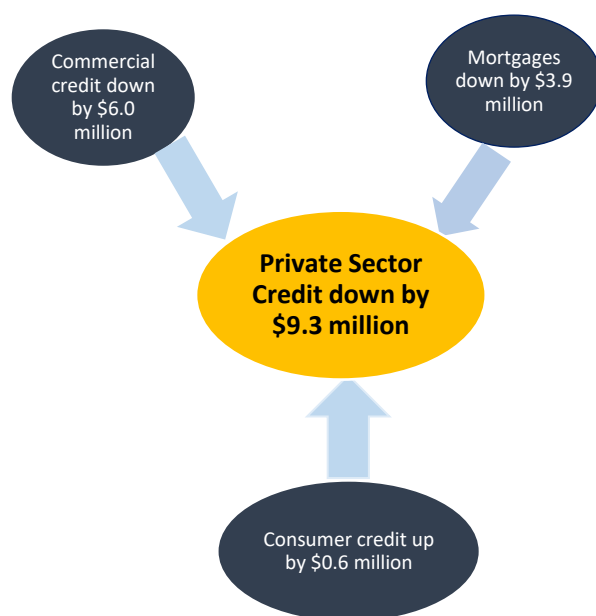 Commercial
credit down
by $6.0
million
Mortgages
down by $3.9
million
Private Sector
Credit down by
$9.3 million
Consumer credit up
by $0.6 million